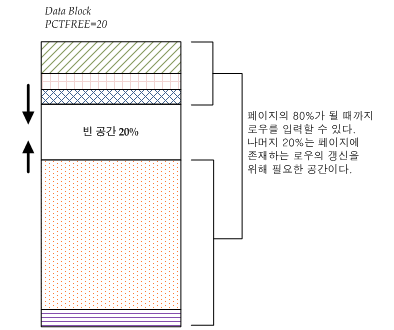 Data Block
PCTFREE=20
빈 공간 20%
페이지의 80%가 될 때까지
로우를 입력할 수 있다.
나머지 20%는 페이지에
존재하는 로우의 갱신을
위해 필요한 공간이다.